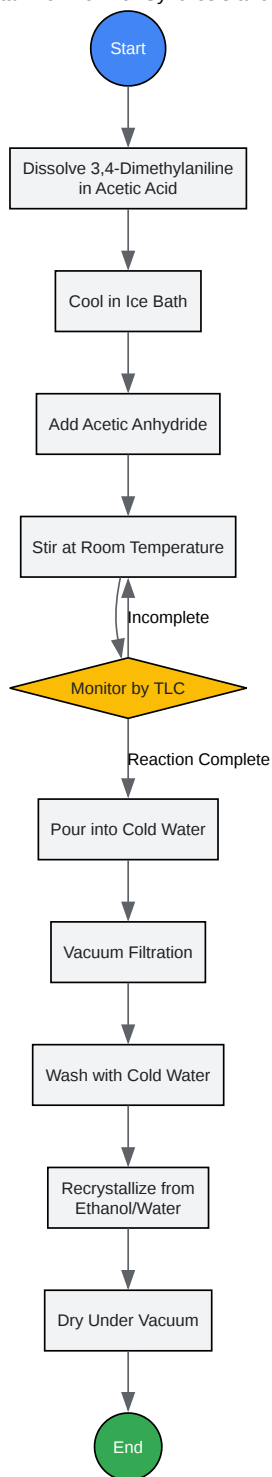 Start
Dissolve 3,4-Dimethylaniline
in Acetic Acid
Cool in Ice Bath
Add Acetic Anhydride
Stir at Room Temperature
Incomplete
Monitor by TLC
Reaction Complete
Pour into Cold Water
Vacuum Filtration
Wash with Cold Water
Recrystallize from
Ethanol/Water
Dry Under Vacuum
End